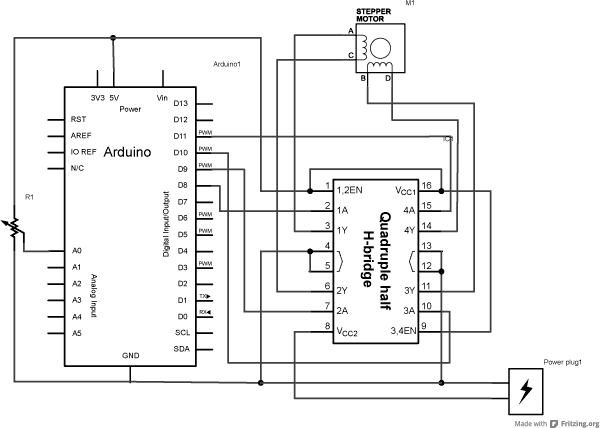 M1
STEPPER
MOTOR
A
C
B
D
Arduino1
3V3
5V
Vin
Power
RST
AREF
IO REF
N/C
Arduino
D13
D12
D11
PWM
D10
PWM
D9
PWM
D8
D7
D6
PWM
D5
PWM
D4
D3
PWM
D2
D1
TX
D0
RX
SCL
SDA
Digital Input/Output
Analog Input
A0
A1
A2
A3
A4
A5
GND
R1
1
1,2EN
2
1A
3
1Y
4
5
6
2Y
7
2A
8
VCC2
Quadruple half
H-bridge
VCC1
16
4A
15
4Y
14
13
12
3Y
11
3A
10
3,4EN
9
Power plug1
Made with Fritzing.org